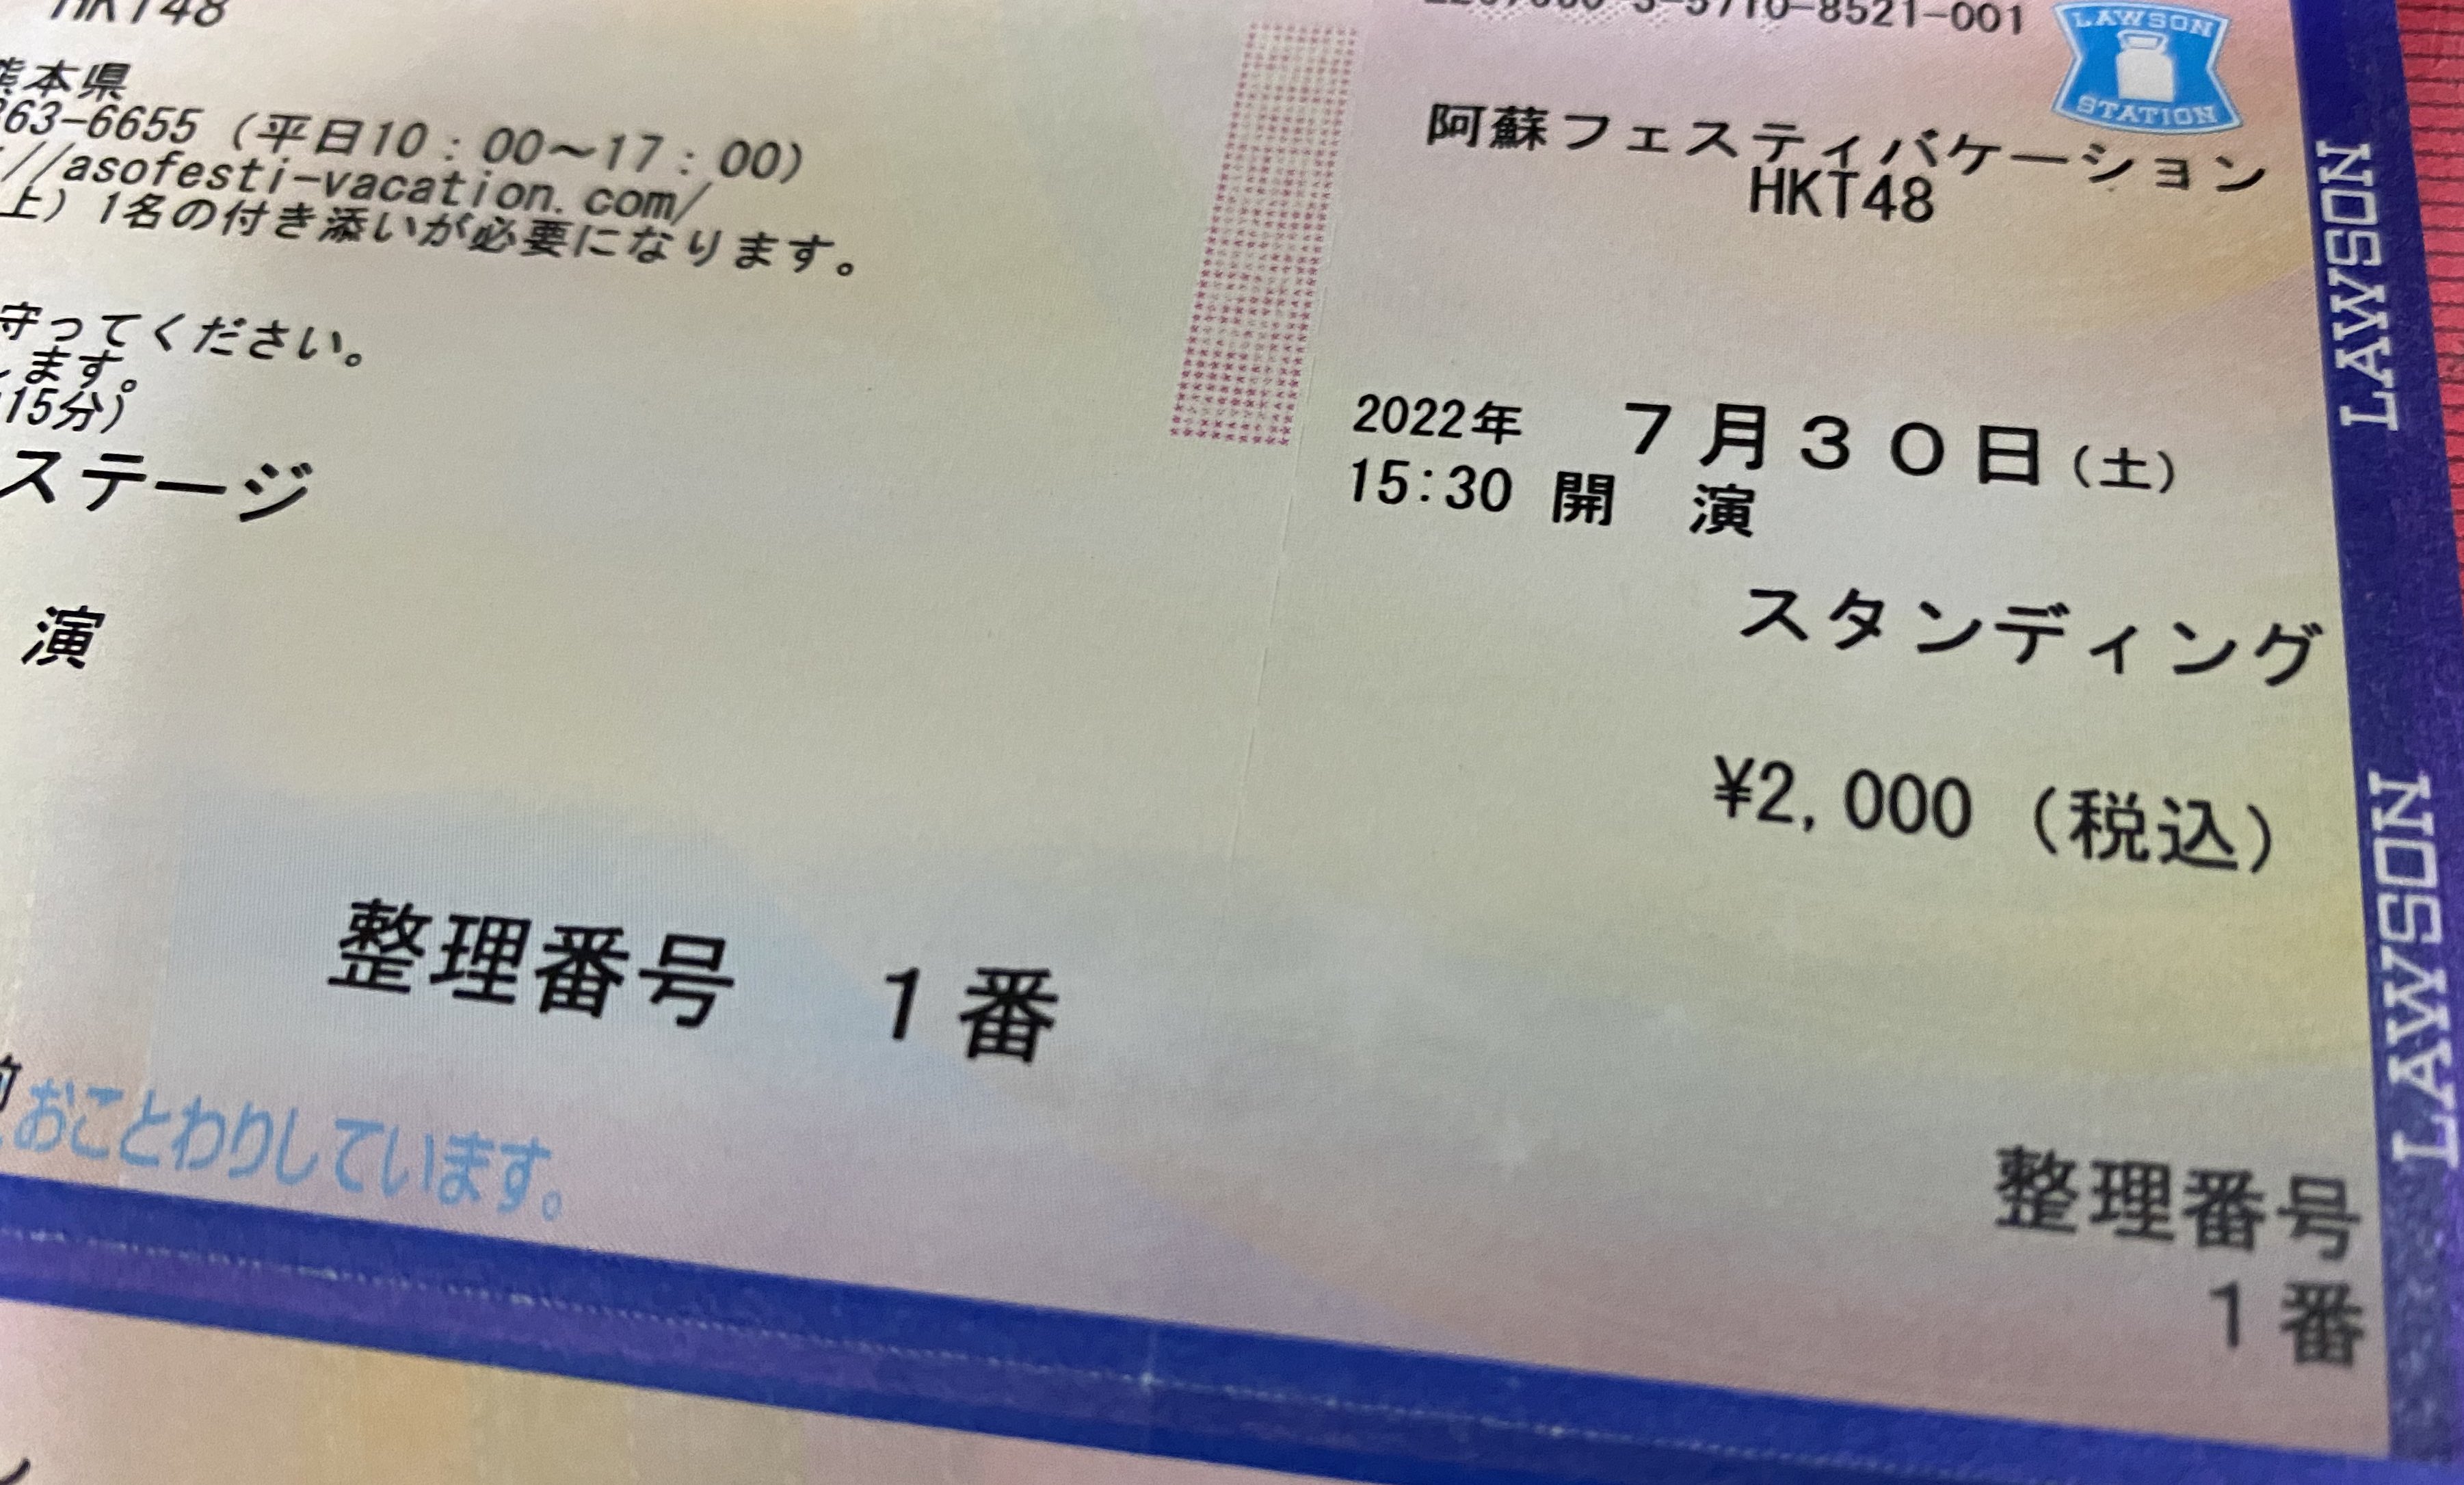 HKT48
熊本県
363-6655（平日10：00～17：00）
//asofesti-vacation.com/
上）1名の付き添いが必要になります。
守ってください。
します。
15分）
ステージ
演
整理番号 1番
おことわりしています。
-8521-001
LAWSON
STATION
阿蘇フェスティバケーション
HKT48
2022年 7月30日（土）
15:30 開 演
スタンディング
¥2,000（税込）
整理番号
1番
LAWSON
LAWSON